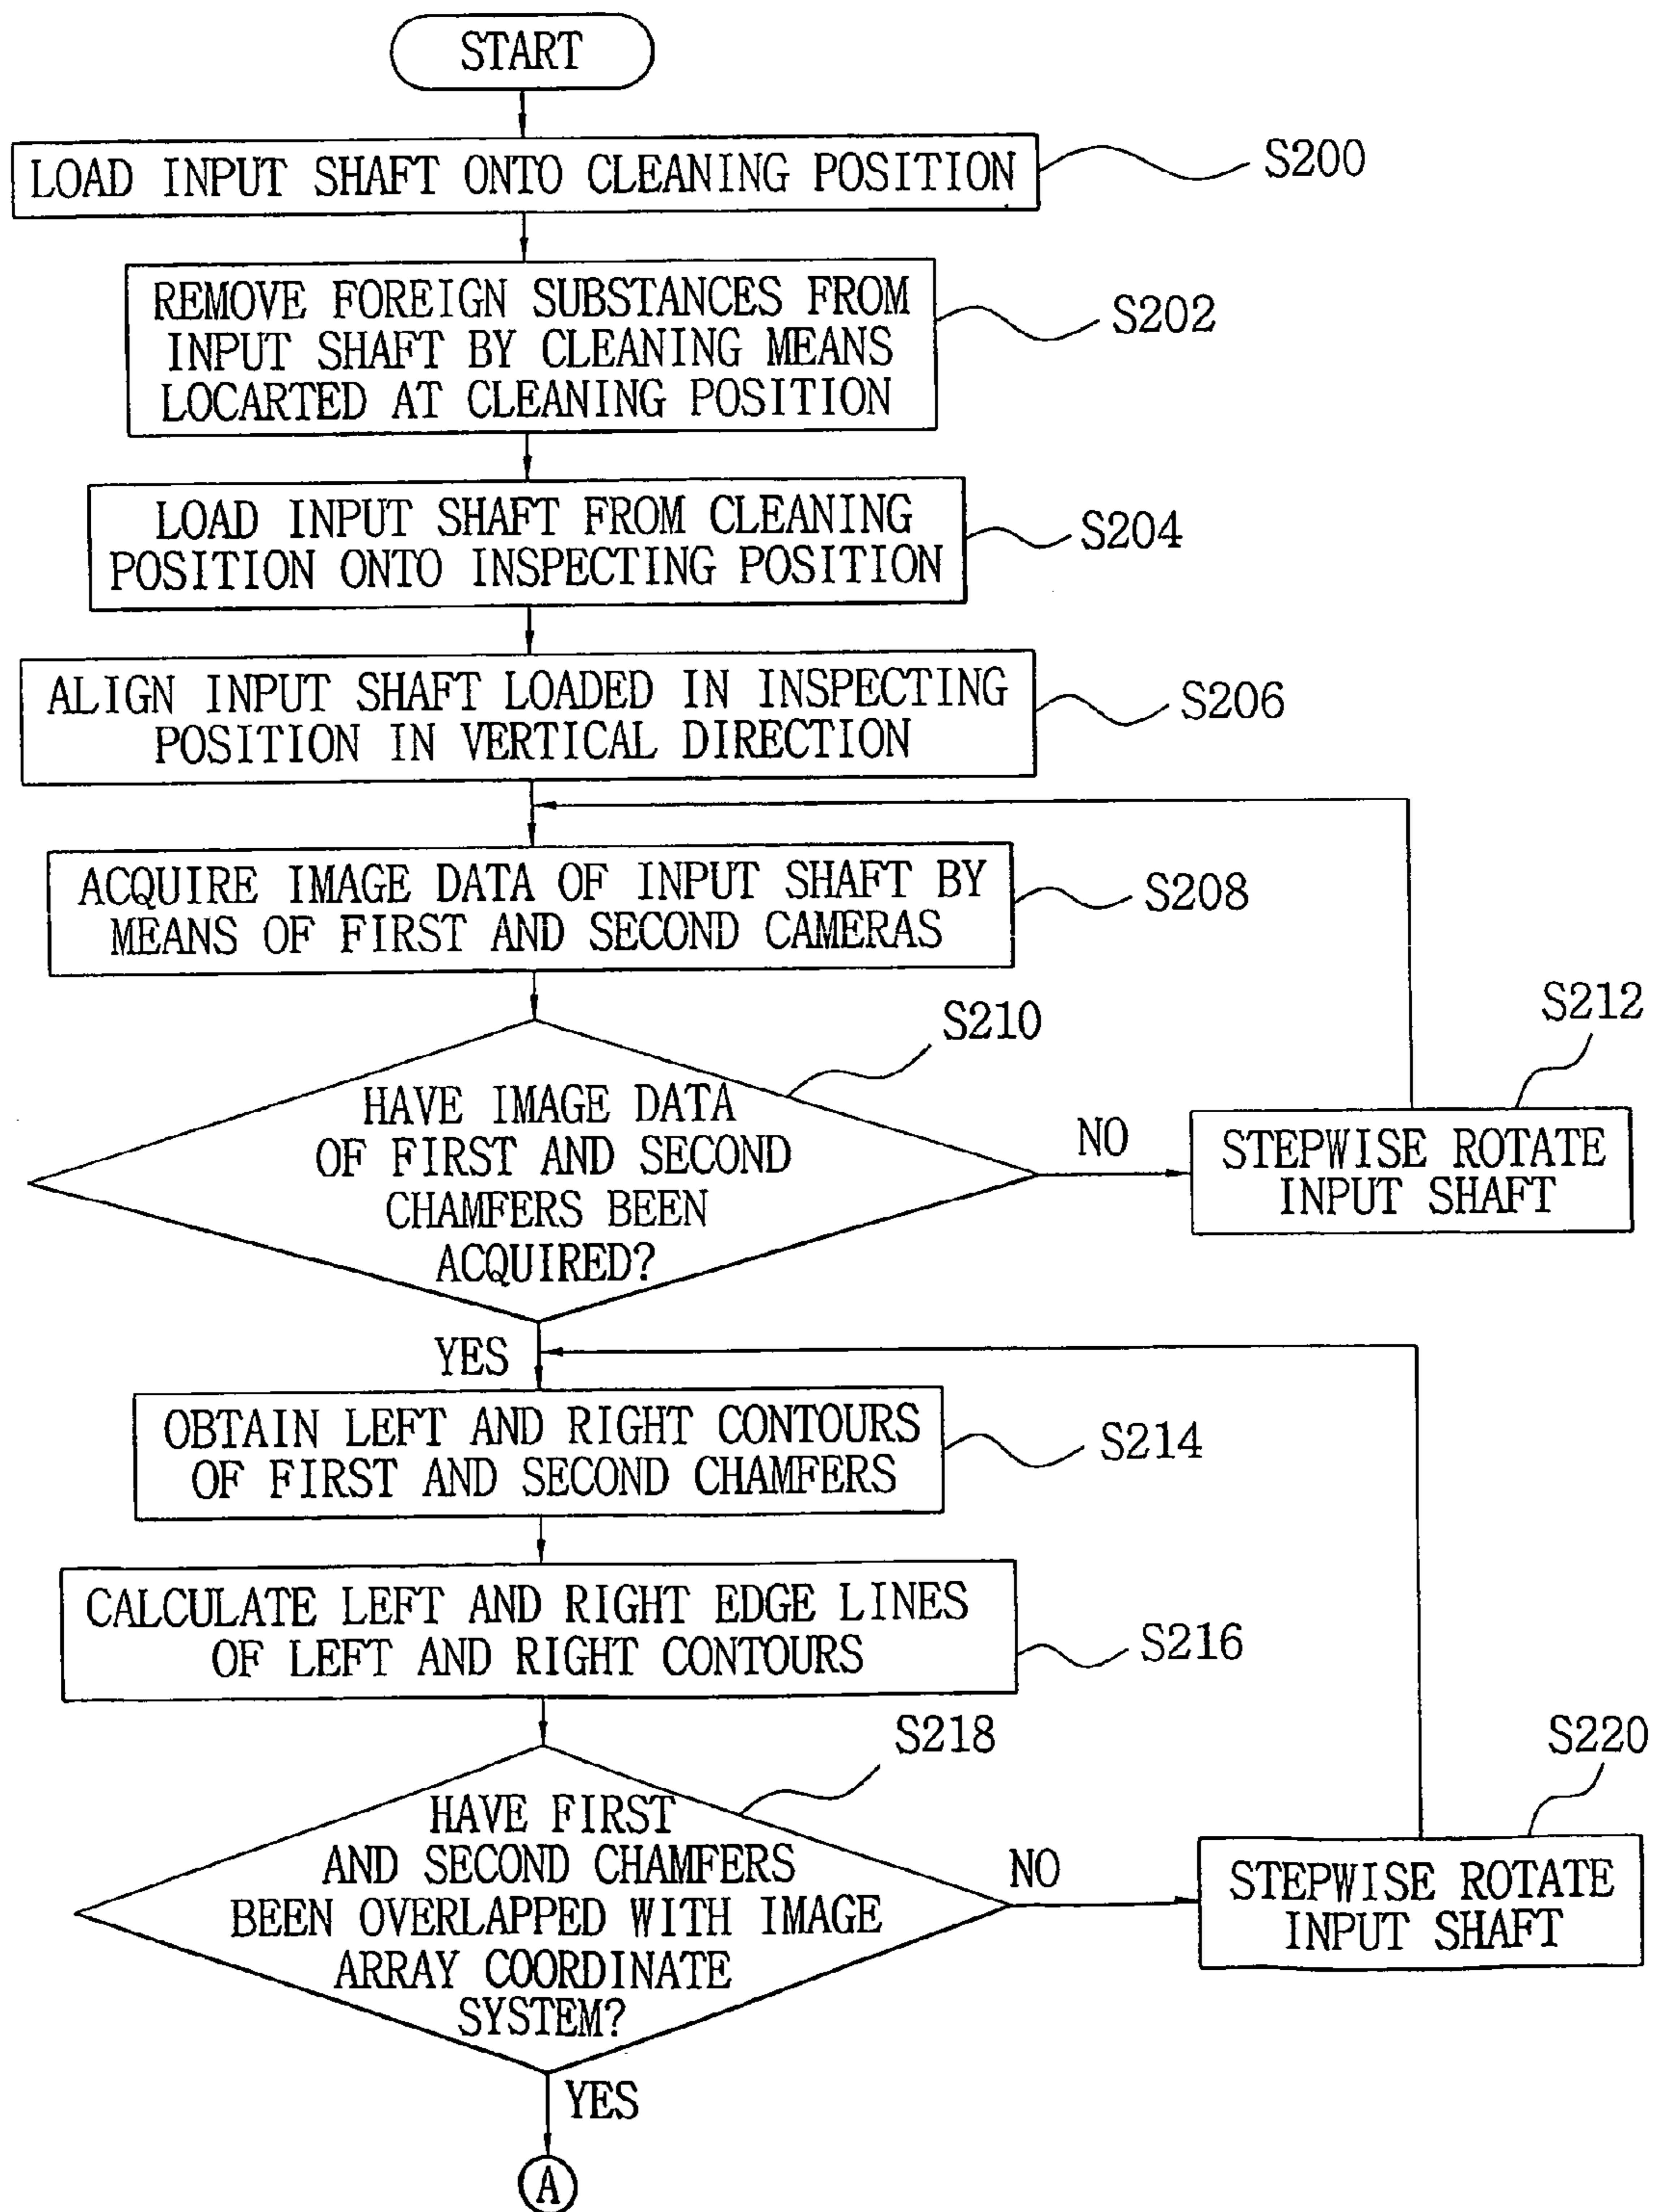 START
LOAD INPUT SHAFT ONTO CLEANING POSITION
S200
REMOVE FOREIGN SUBSTANCES FROM
INPUT SHAFT BY CLEANING MEANS
LOCARTED AT CLEANING POSITION
S202
LOAD INPUT SHAFT FROM CLEANING
POSITION ONTO INSPECTING POSITION
S204
ALIGN INPUT SHAFT LOADED IN INSPECTING
POSITION IN VERTICAL DIRECTION
S206
ACQUIRE IMAGE DATA OF INPUT SHAFT BY
MEANS OF FIRST AND SECOND CAMERAS
S208
S210
HAVE IMAGE DATA
OF FIRST AND SECOND
CHAMFERS BEEN
ACQUIRED?
NO
S212
STEPWISE ROTATE
INPUT SHAFT
YES
OBTAIN LEFT AND RIGHT CONTOURS
OF FIRST AND SECOND CHAMFERS
S214
CALCULATE LEFT AND RIGHT EDGE LINES
OF LEFT AND RIGHT CONTOURS
S216
S218
HAVE FIRST
AND SECOND CHAMFERS
BEEN OVERLAPPED WITH IMAGE
ARRAY COORDINATE
SYSTEM?
NO
S220
STEPWISE ROTATE
INPUT SHAFT
YES
A